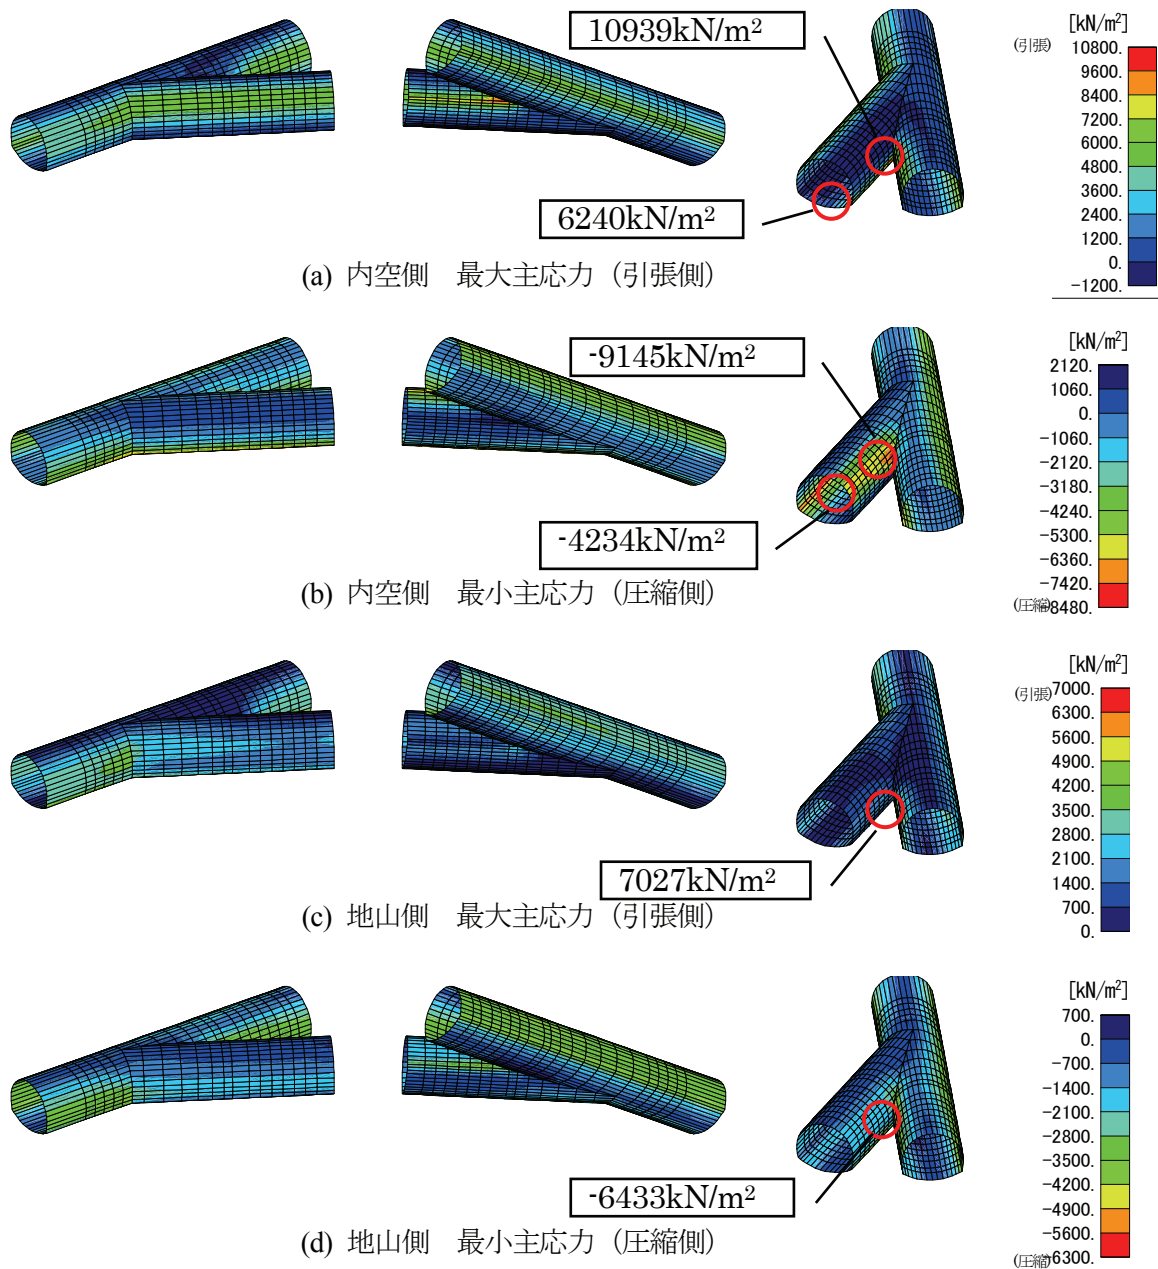 10939kN/m²
6240kN/m²
[kN/m²]
(引張)
10800.
9600.
8400.
7200.
6000.
4800.
3600.
2400.
1200.
0.
-1200.
(a) 内空側　最大主応力（引張側）
-9145kN/m²
-4234kN/m²
[kN/m²]
2120.
1060.
0.
-1060.
-2120.
-3180.
-4240.
-5300.
-6360.
-7420.
(圧縮)
8480.
(b) 内空側　最小主応力（圧縮側）
7027kN/m²
[kN/m²]
(引張)
7000.
6300.
5600.
4900.
4200.
3500.
2800.
2100.
1400.
700.
0.
(c) 地山側　最大主応力（引張側）
-6433kN/m²
[kN/m²]
700.
0.
-700.
-1400.
-2100.
-2800.
-3500.
-4200.
-4900.
-5600.
(圧縮)
6300.
(d) 地山側　最小主応力（圧縮側）